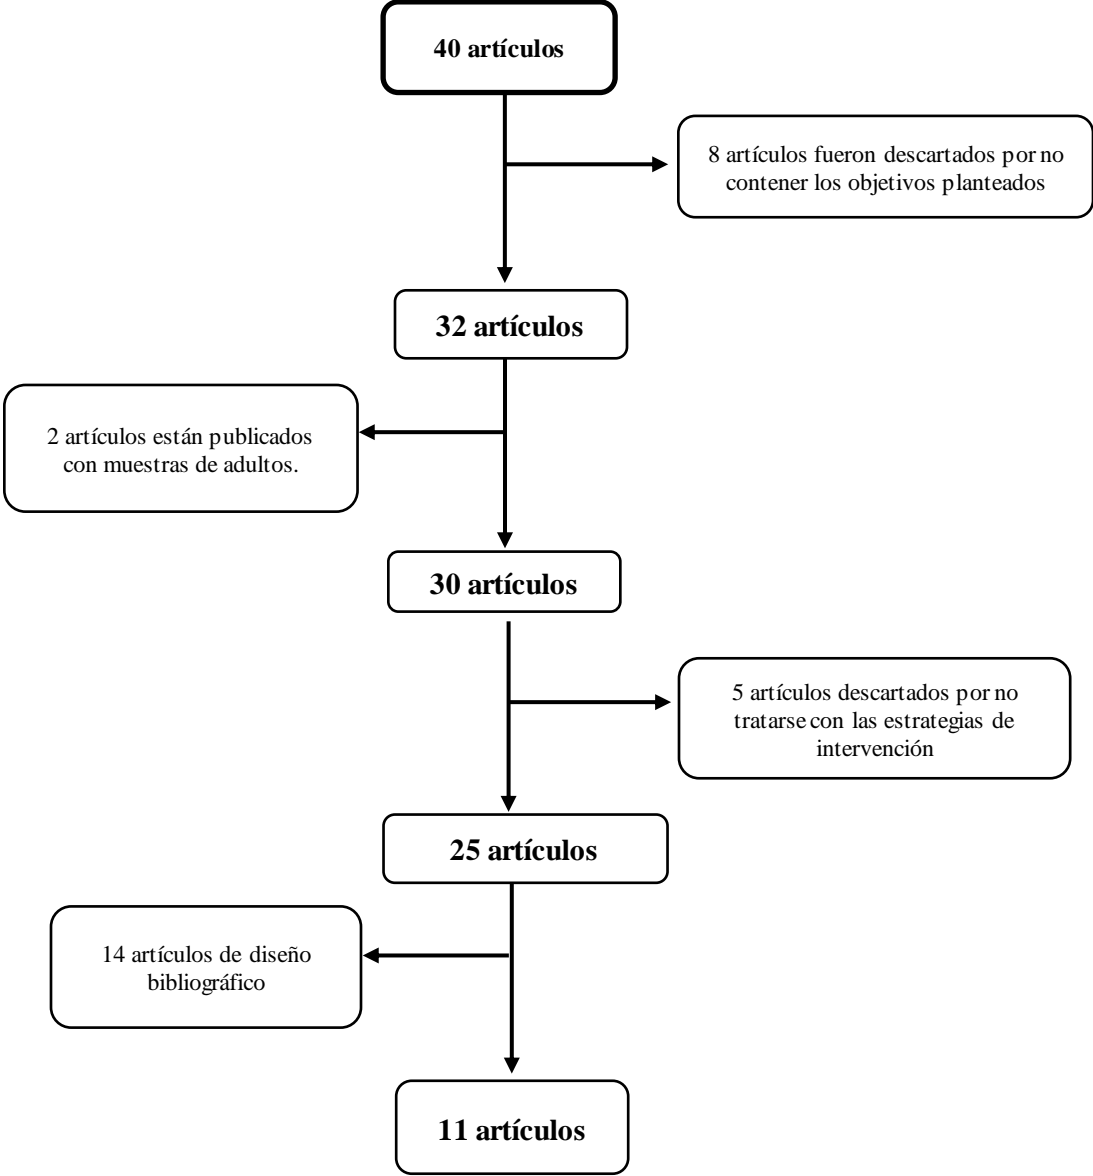 40 artículos
8 artículos fueron descartados por no
contener los objetivos planteados
32 artículos
2 artículos están publicados
con muestras de adultos.
30 artículos
5 artículos descartados por no
tratarse con las estrategias de
intervención
25 artículos
14 artículos de diseño
bibliográfico
11 artículos